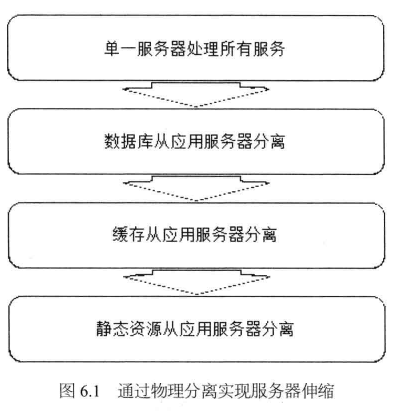 单一服务器处理所有服务
数据库从应用服务器分离
缓存从应用服务器分离
静态资源从应用服务器分离
图 6.1 通过物理分离实现服务器伸缩